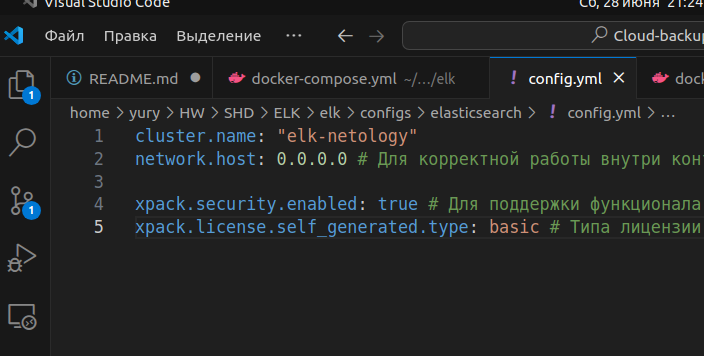 Visual Studio Code
Сб, 28 июня 21:24
Файл Правка Выделение ··· ← → Cloud-backup
README.md ● docker-compose.yml ~/.../elk ! config.yml × doc
home > yury > HW > SHD > ELK > elk > configs > elasticsearch > ! config.yml > ...
1 cluster.name: "elk-netology"
2 network.host: 0.0.0.0 # Для корректной работы внутри кон
3
4 xpack.security.enabled: true # Для поддержки функционала
5 xpack.license.self_generated.type: basic # Типа лицензии
1
1